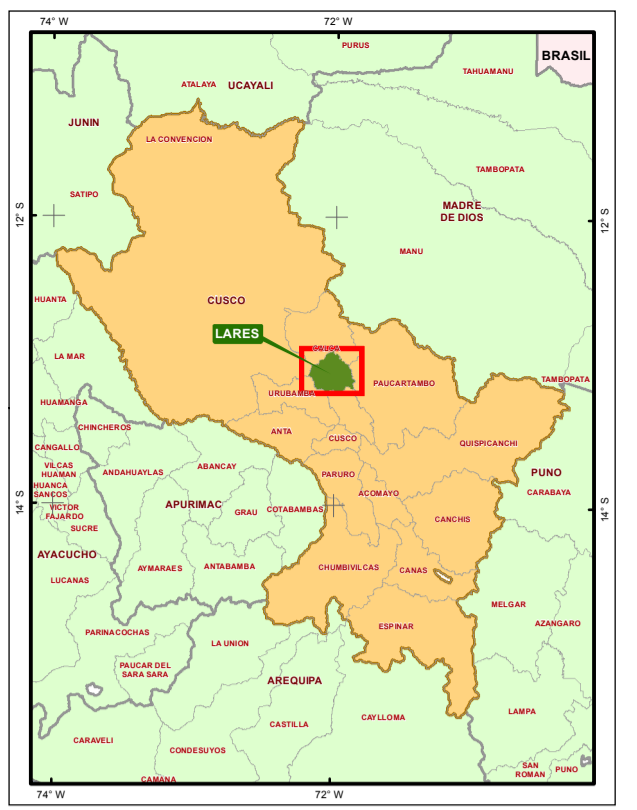 74° W
72° W
PURUS
BRASIL
TAHUAMANU
ATALAYA
UCAYALI
JUNIN
LA CONVENCION
TAMBOPATA
SATIPO
MADRE
DE DIOS
12° S
12° S
MANU
HUANTA
CUSCO
LARES
CALCA
LA MAR
PAUCARTAMBO
TAMBOPATA
URUBAMBA
HUAMANGA
CHINCHEROS
ANTA
CUSCO
QUISPICANCHI
CANGALLO
VILCAS
HUAMAN
ANDAHUAYLAS
ABANCAY
PARURO
PUNO
HUANCA
SANCOS
ACOMAYO
CARABAYA
APURIMAC
COTABAMBAS
14° S
14° S
VICTOR
FAJARDO
GRAU
CANCHIS
SUCRE
AYACUCHO
AYMARAES
ANTABAMBA
CHUMBIVILCAS
CANAS
LUCANAS
MELGAR
ESPINAR
AZANGARO
PARINACOCHAS
LA UNION
PAUCAR DEL
SARA SARA
AREQUIPA
CASTILLA
CAYLLOMA
LAMPA
CARAVELI
CONDESUYOS
SAN
ROMAN
PUNO
CAMANA
74° W
72° W